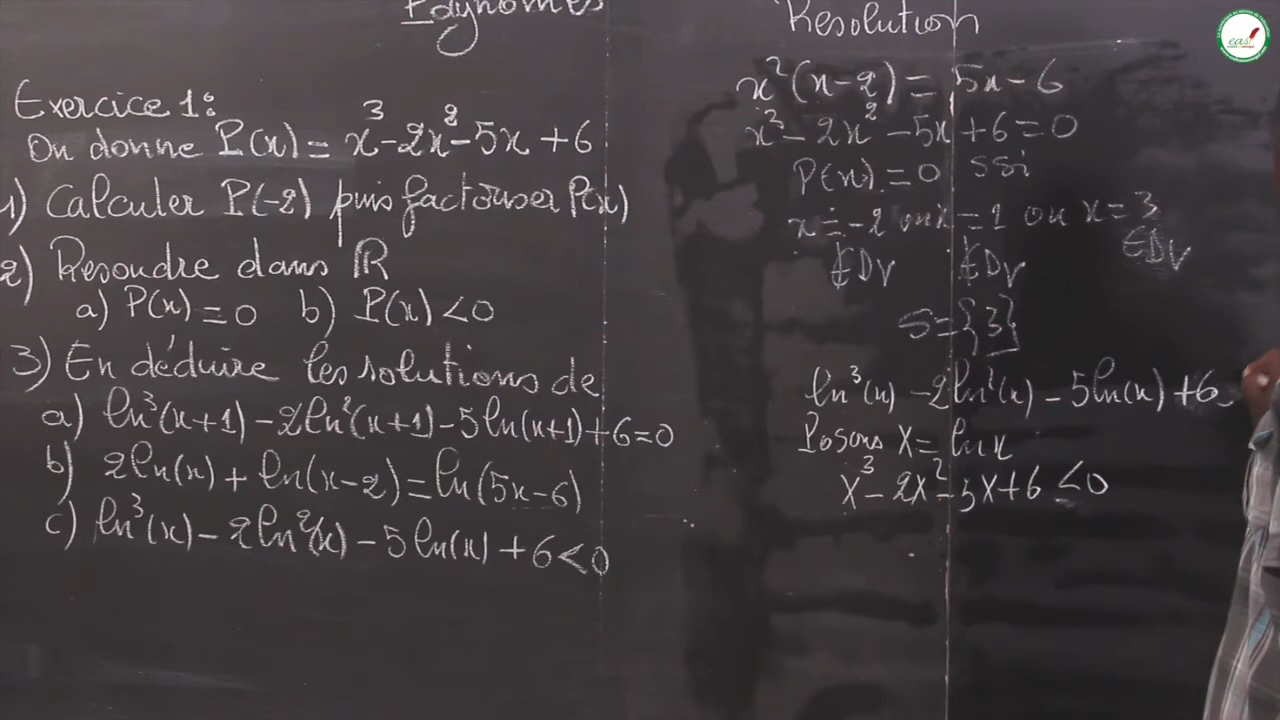 Polynômes
Exercice 1:
On donne P(x) = x³ - 2x² - 5x + 6
1) Calculer P(-2) puis factoriser P(x)
2) Resoudre dans ℝ
a) P(x) = 0 b) P(x) < 0
3) En déduire les solutions de
a) ln³(x+1) - 2ln²(x+1) - 5ln(x+1) + 6 = 0
b) 2ln(x) + ln(x-2) = ln(5x-6)
c) ln³(x) - 2ln²(x) - 5ln(x) + 6 < 0
Resolution
x²(x-2) = 5x - 6
x³ - 2x² - 5x + 6 = 0
P(x) = 0 ssi
x = -2 ou x = 1 ou x = 3
∉ Dv ∉ Dv ∈ Dv
S = {3}
ln³(x) - 2ln²(x) - 5ln(x) + 6
Posons X = ln x
X³ - 2X² - 5X + 6 < 0
eas!